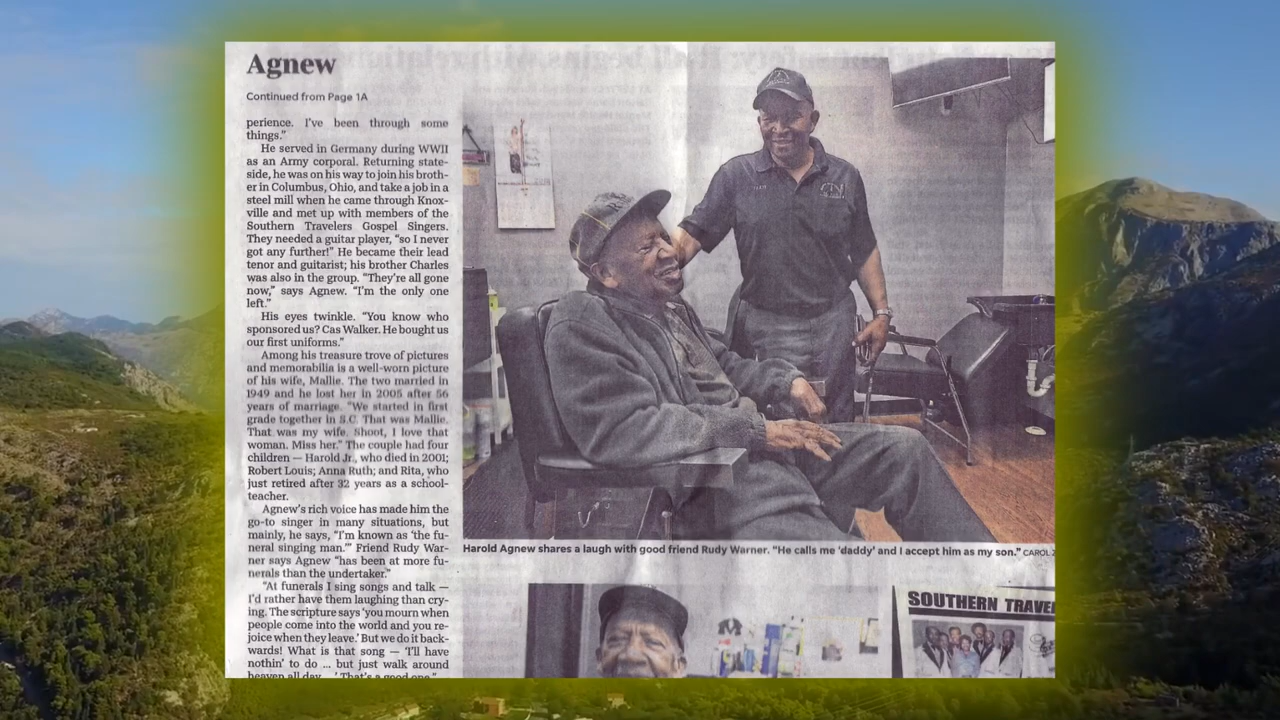 Agnew
Continued from Page 1A
perience. I've been through some
things."
He served in Germany during WWII
as an Army corporal. Returning state-
side, he was on his way to join his broth-
er in Columbus, Ohio, and take a job in a
steel mill when he came through Knox-
ville and met up with members of the
Southern Travelers Gospel Singers.
They needed a guitar player, "so I never
got any further!" He became their lead
tenor and guitarist; his brother Charles
was also in the group. "They're all gone
now," says Agnew. "I'm the only one
left."
His eyes twinkle. "You know who
sponsored us? Cas Walker. He bought us
our first uniforms."
Among his treasure trove of pictures
and memorabilia is a well-worn picture
of his wife, Mallie. The two married in
1949 and he lost her in 2005 after 56
years of marriage. "We started in first
grade together in S.C. That was Mallie.
That was my wife. Shoot, I love that
woman. Miss her." The couple had four
children — Harold Jr., who died in 2001;
Robert Louis; Anna Ruth; and Rita, who
just retired after 32 years as a school-
teacher.
Agnew's rich voice has made him the
go-to singer in many situations, but
mainly, he says, "I'm known as 'the fu-
neral singing man.'" Friend Rudy War-
ner says Agnew "has been at more fu-
nerals than the undertaker."
"At funerals I sing songs and talk —
I'd rather have them laughing than cry-
ing. The scripture says 'you mourn when
people come into the world and you re-
joice when they leave.' But we do it back-
wards! What is that song — 'I'll have
nothin' to do ... but just walk around
heaven all day ...' That's a good one."
Harold Agnew shares a laugh with good friend Rudy Warner. "He calls me 'daddy' and I accept him as my son." CAROL
SOUTHERN TRAVE